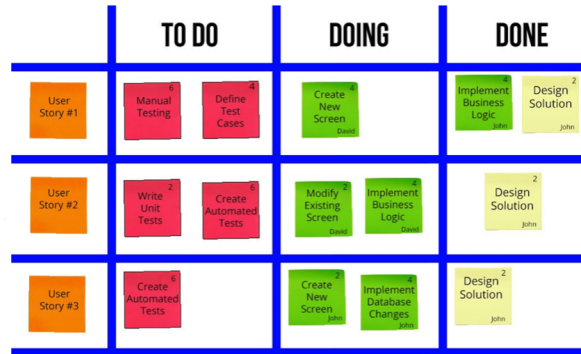 TO DO
DOING
DONE
User
Story #1
6
Manual
Testing
4
Define
Test
Cases
4
Create
New
Screen
David
4
Implement
Business
Logic
John
2
Design
Solution
John
User
Story #2
2
Write
Unit
Tests
6
Create
Automated
Tests
2
Modify
Existing
Screen
David
4
Implement
Business
Logic
David
2
Design
Solution
John
User
Story #3
6
Create
Automated
Tests
2
Create
New
Screen
John
4
Implement
Database
Changes
John
2
Design
Solution
John